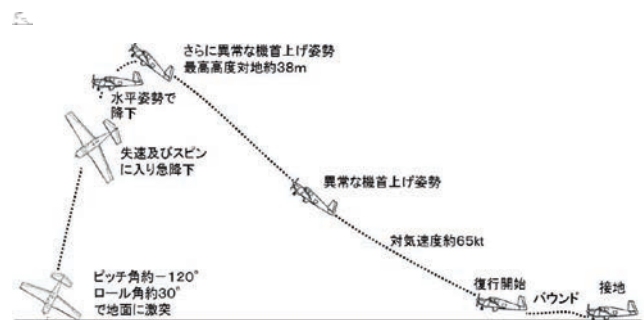 さらに異常な機首上げ姿勢
最高高度対地約38m
水平姿勢で
降下
失速及びスピン
に入り急降下
異常な機首上げ姿勢
対気速度約65kt
ピッチ角約－120°
ロール角約30°
で地面に激突
復行開始
バウンド
接地